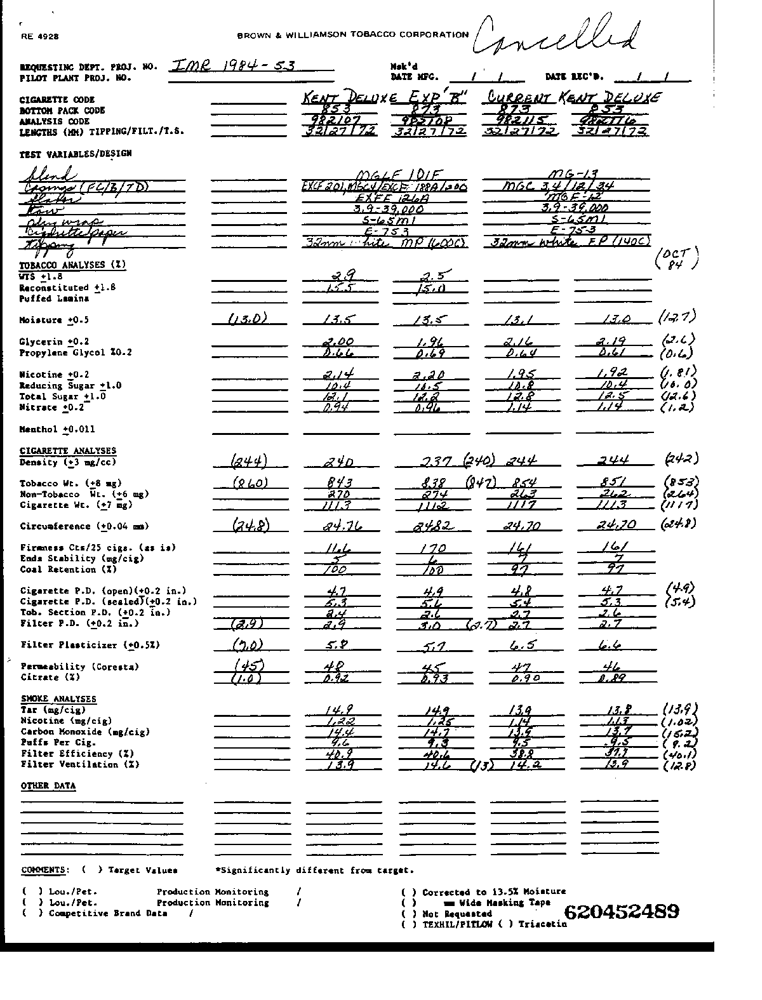 Cancelled
RE 4928 BROWN & WILLIAMSON TOBACCO CORPORATION
REQUESTING DEPT. PROJ. NO. IMR 1984-53 Msk'd
PILOT PLANT PROJ. NO. DATE MFG. / / DATE REC'D. / /
CIGARETTE CODE KENT DELUXE EXP "B" CURRENT KENT DELUXE
BOTTOM PACK CODE 853 873 873 853
ANALYSIS CODE 982107 982108 982115 982116
LENGTHS (MM) TIPPING/FILT./T.S. 32/27/72 32/27/72 32/27/72 32/27/72
TEST VARIABLES/DESIGN
Blend MGLF 101F MG-13
Casings (FC/B/TD) MGC 3,4/12/34
EXFE 126A MGF-12
3.9-39,000 3.9-39,000
plug wrap S-65M1 S-65M1
Cigarette paper E-753 E-753
Tipping 32mm white MP (600C) 32mm white EP (140C)
(OCT 84)
TOBACCO ANALYSES (%)
WTS ±1.8 2.9 2.5
Reconstituted ±1.8 15.5 15.0
Puffed Lamina
Moisture ±0.5 (13.0) 13.5 13.5 13.1 13.0 (12.7)
Glycerin ±0.2 2.00 1.96 2.16 2.19 (2.6)
Propylene Glycol %0.2 0.66 0.69 0.64 0.61 (0.6)
Nicotine ±0.2 2.14 2.20 1.95 1.92 (1.81)
Reducing Sugar ±1.0 10.4 10.5 10.8 10.4 (10.0)
Total Sugar ±1.0 12.1 12.2 12.8 12.5 (12.6)
Nitrate ±0.2 0.94 0.96 1.14 1.14 (1.2)
Menthol ±0.011
CIGARETTE ANALYSES
Density (±3 mg/cc) (244) 240 237 (240) 244 244 (242)
Tobacco Wt. (±8 mg) (860) 843 838 (847) 854 851 (853)
Non-Tobacco Wt. (±6 mg) 270 274 263 262 (264)
Cigarette Wt. (±7 mg) 1113 1112 1117 1113 (1117)
Circumference (±0.04 mm) (24.8) 24.76 24.82 24.70 24.70 (24.8)
Firmness Cts/25 cigs. (as is) 170 161 161
Ends Stability (mg/cig) 5 6 7 7
Coal Retention (%) 100 100 97 97
Cigarette P.D. (open)(±0.2 in.) 4.7 4.9 4.8 4.7 (4.9)
Cigarette P.D. (sealed)(±0.2 in.) 5.3 5.6 5.4 5.3 (5.4)
Tob. Section P.D. (±0.2 in.) 2.4 2.6 2.7 2.6
Filter P.D. (±0.2 in.) (2.9) 2.9 3.0 (2.7) 2.7 2.7
Filter Plasticizer (±0.5%) (7.0) 5.8 5.7 6.5 6.6
Permeability (Coresta) (45) 48 45 47 46
Citrate (%) (1.0) 0.92 0.93 0.90 0.89
SMOKE ANALYSES
Tar (mg/cig) 14.9 14.9 13.9 13.8 (13.9)
Nicotine (mg/cig) 1.22 1.25 1.14 1.13 (1.02)
Carbon Monoxide (mg/cig) 14.4 14.7 13.9 13.7 (15.2)
Puffs Per Cig. 9.6 9.3 9.5 9.5 (9.2)
Filter Efficiency (%) 40.9 40.6 38.8 (40.1)
Filter Ventilation (%) 13.9 14.6 (13) 14.2 13.9 (12.8)
OTHER DATA
COMMENTS: ( ) Target Values *Significantly different from target.
( ) Lou./Pet. Production Monitoring / ( ) Corrected to 13.5% Moisture
( ) Lou./Pet. Production Monitoring / ( ) mm Wide Masking Tape
( ) Competitive Brand Data / ( ) Not Requested 620452489
( ) TEXHIL/PITLOW ( ) Triacetin